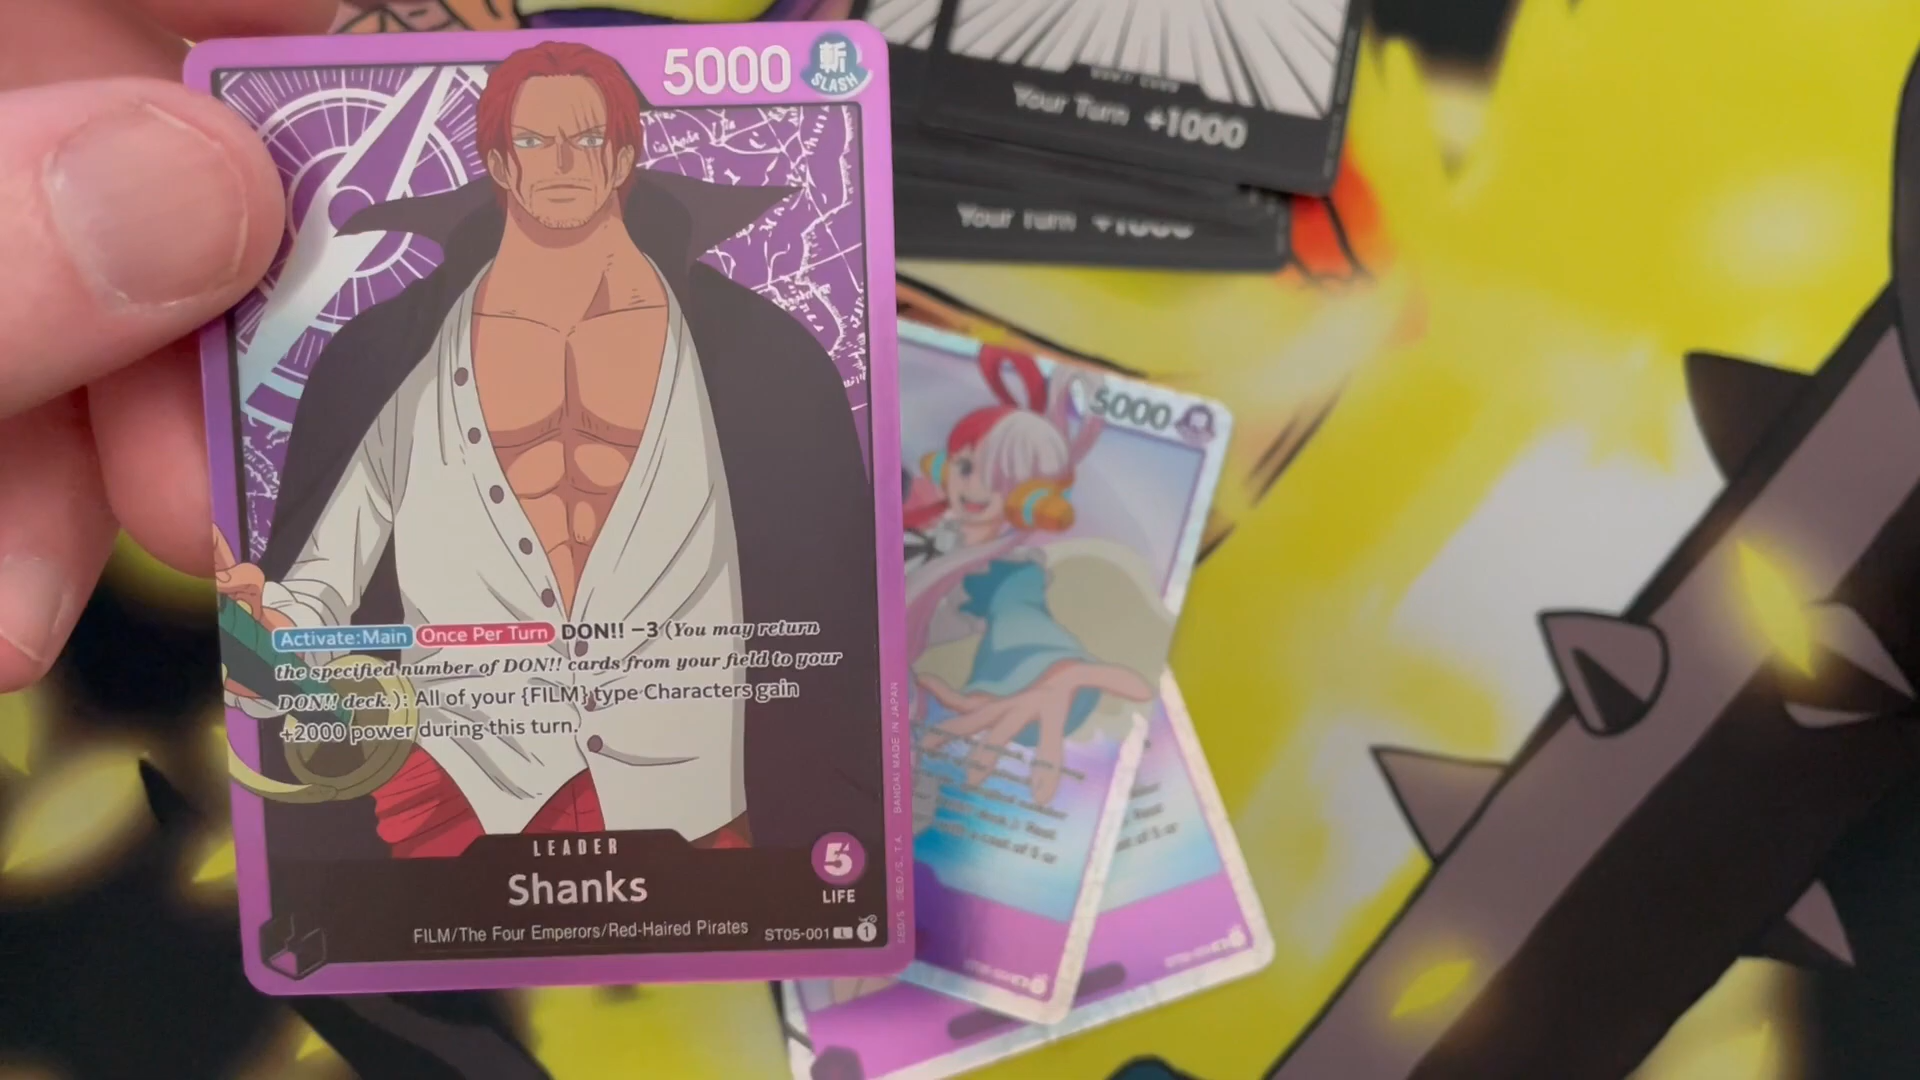 5000
斬
SLASH
Activate:Main Once Per Turn DON!! −3 (You may return
the specified number of DON!! cards from your field to your
DON!! deck.): All of your {FILM} type Characters gain
+2000 power during this turn.
BANDAI MADE IN JAPAN
LEADER
Shanks
5
LIFE
FILM/The Four Emperors/Red-Haired Pirates
ST05-001 L 1
Your Turn +1000
Your Turn +1000
5000